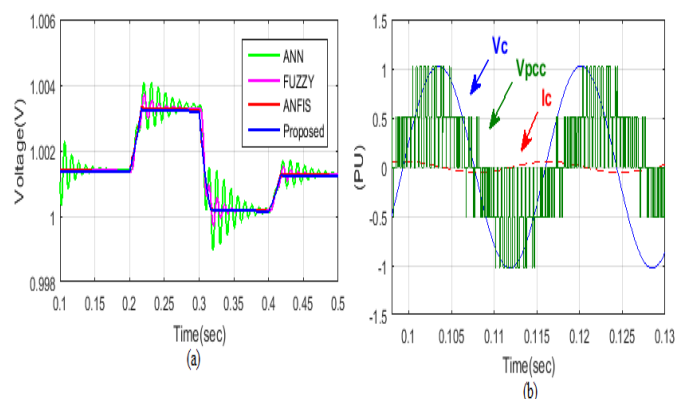 1.006
1.004
1.002
1
0.998
Voltage(V)
ANN
FUZZY
ANFIS
Proposed
0.1 0.15 0.2 0.25 0.3 0.35 0.4 0.45 0.5
Time(sec)
(a)
1.5
1
0.5
0
-0.5
-1
-1.5
(PU)
Vc
Vpcc
Ic
0.1 0.105 0.11 0.115 0.12 0.125 0.13
Time(sec)
(b)